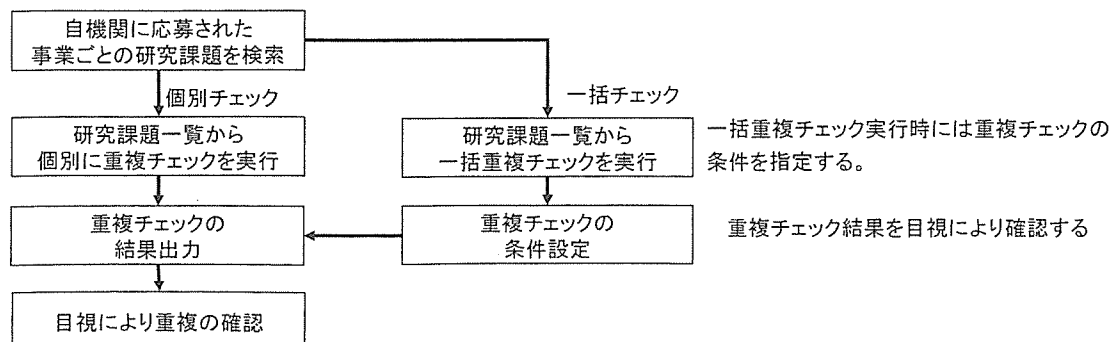 自機関に応募された
事業ごとの研究課題を検索
個別チェック
一括チェック
研究課題一覧から
個別に重複チェックを実行
研究課題一覧から
一括重複チェックを実行
一括重複チェック実行時には重複チェックの
条件を指定する。
重複チェックの
結果出力
重複チェックの
条件設定
重複チェック結果を目視により確認する
目視により重複の確認